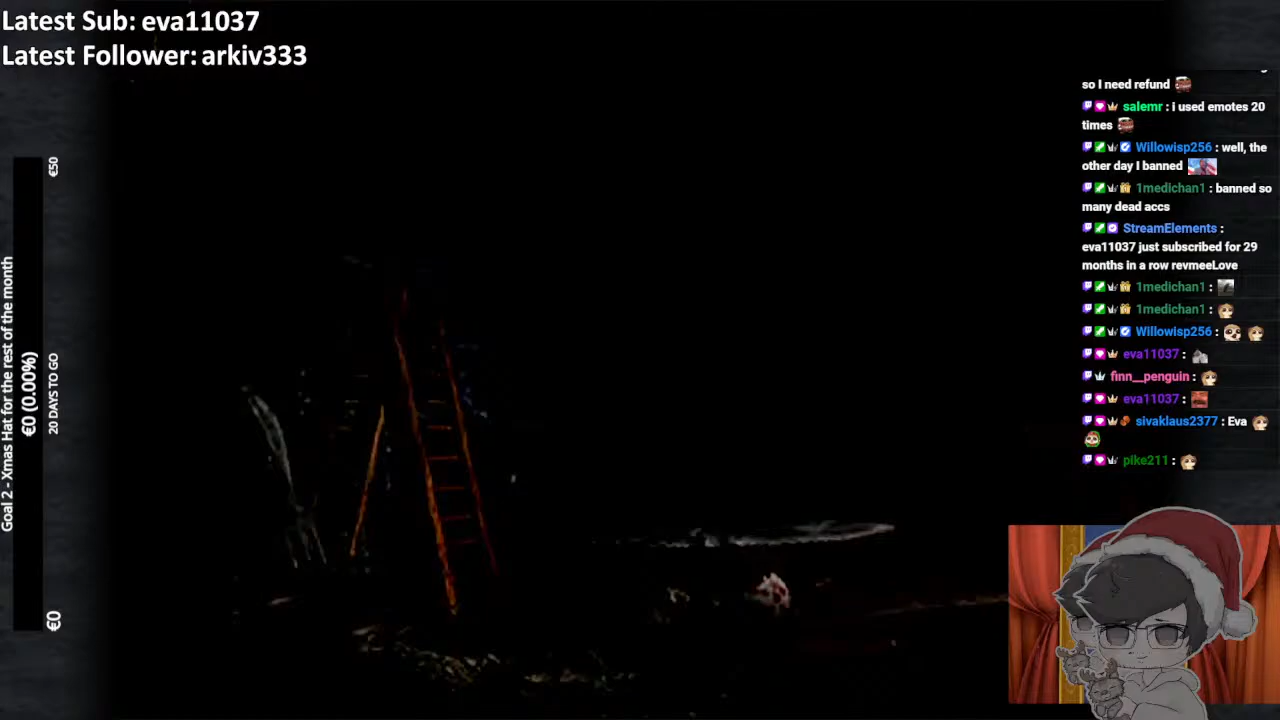 Latest Sub: eva11037
Latest Follower: arkiv333
Goal 2 - Xmas Hat for the rest of the month
€0 (0.00%)
20 DAYS TO GO
€50
€0
so I need refund
salemr : i used emotes 20
times
Willowisp256 : well, the
other day I banned
1medichan1 : banned so
many dead accs
StreamElements :
eva11037 just subscribed for 29
months in a row revmeeLove
1medichan1 :
1medichan1 :
Willowisp256 :
eva11037 :
finn__penguin :
eva11037 :
sivaklaus2377 : Eva
pike211 :